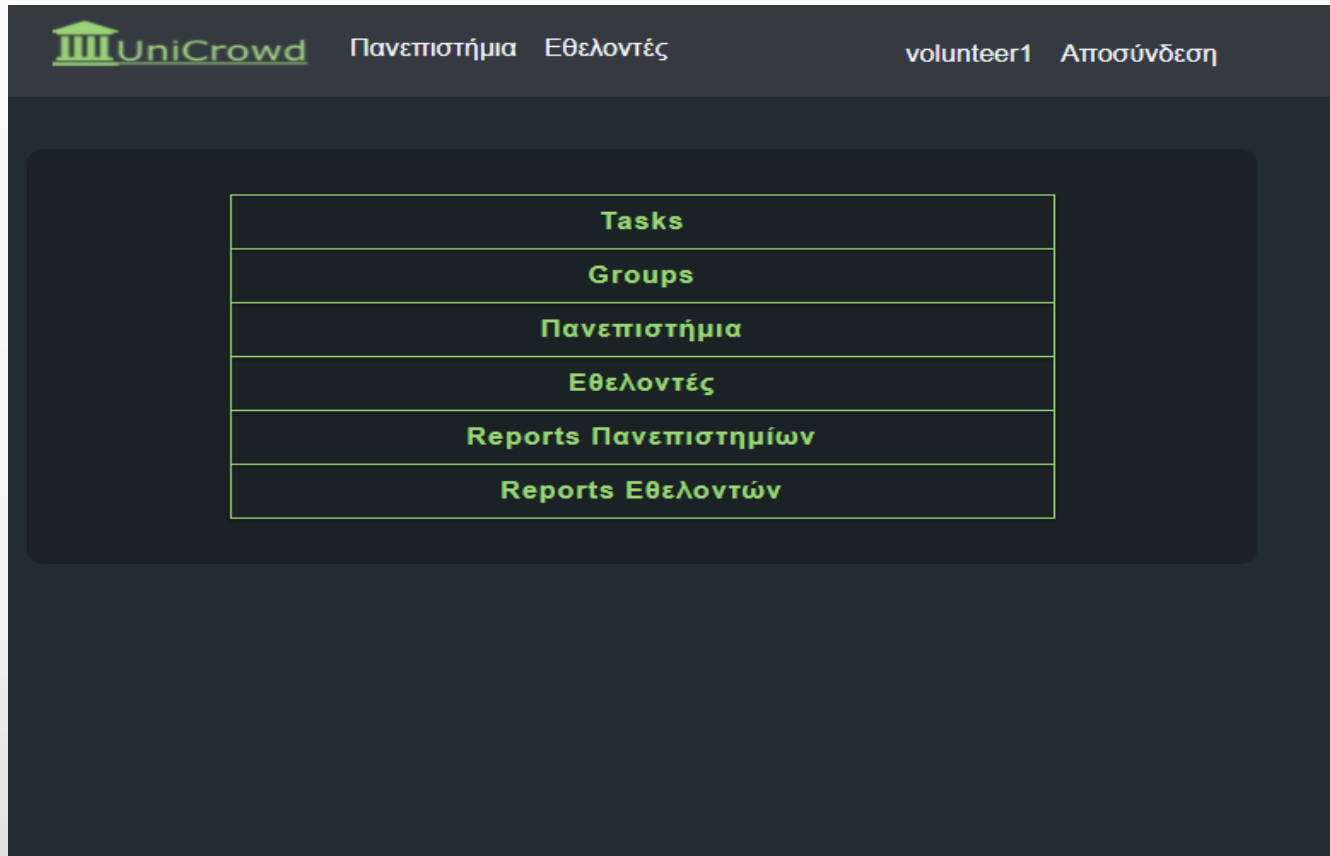 UniCrowd Πανεπιστήμια Εθελοντές volunteer1 Αποσύνδεση
Tasks
Groups
Πανεπιστήμια
Εθελοντές
Reports Πανεπιστημίων
Reports Εθελοντών